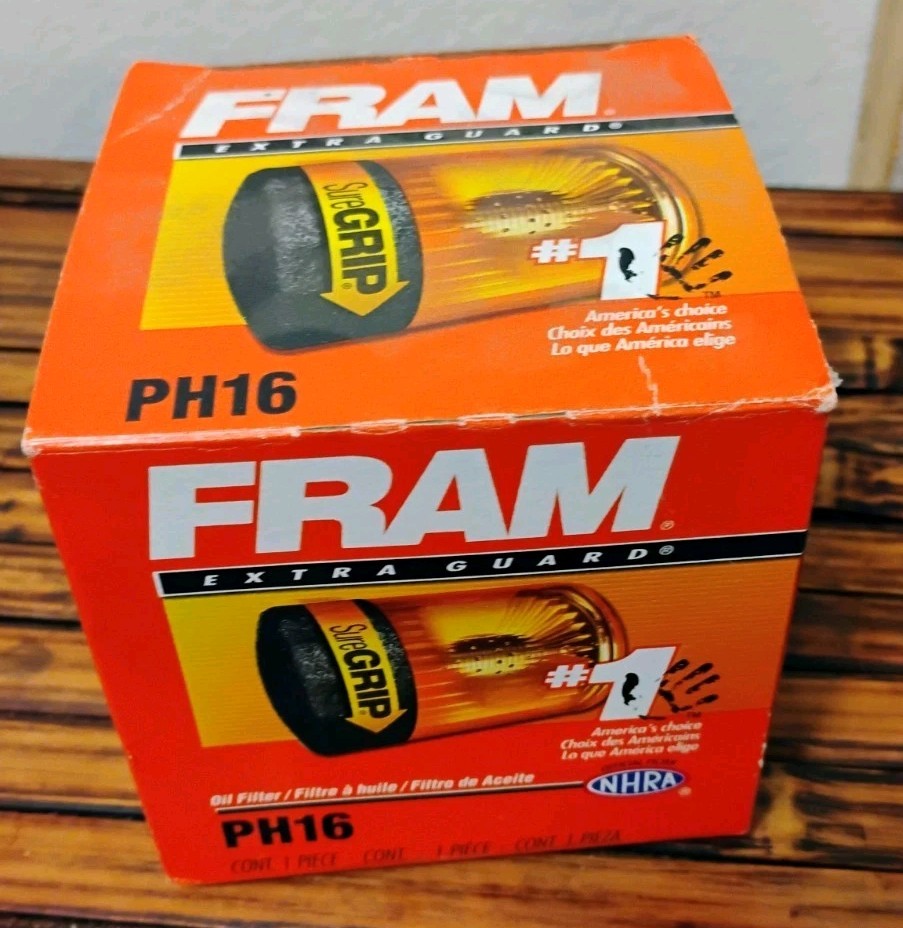 FRAM®
EXTRA GUARD®
SureGRIP®
#1
TM
America's choice
Choix des Américains
Lo que América elige
PH16
FRAM®
EXTRA GUARD®
SureGRIP
#1
America's choice
Choix des Américains
Lo que América elige
NHRA®
Oil Filter / Filtre à huile / Filtro de Aceite
PH16
CONT. 1 PIECE CONT. 1 PIÈCE CONT. 1 PIEZA